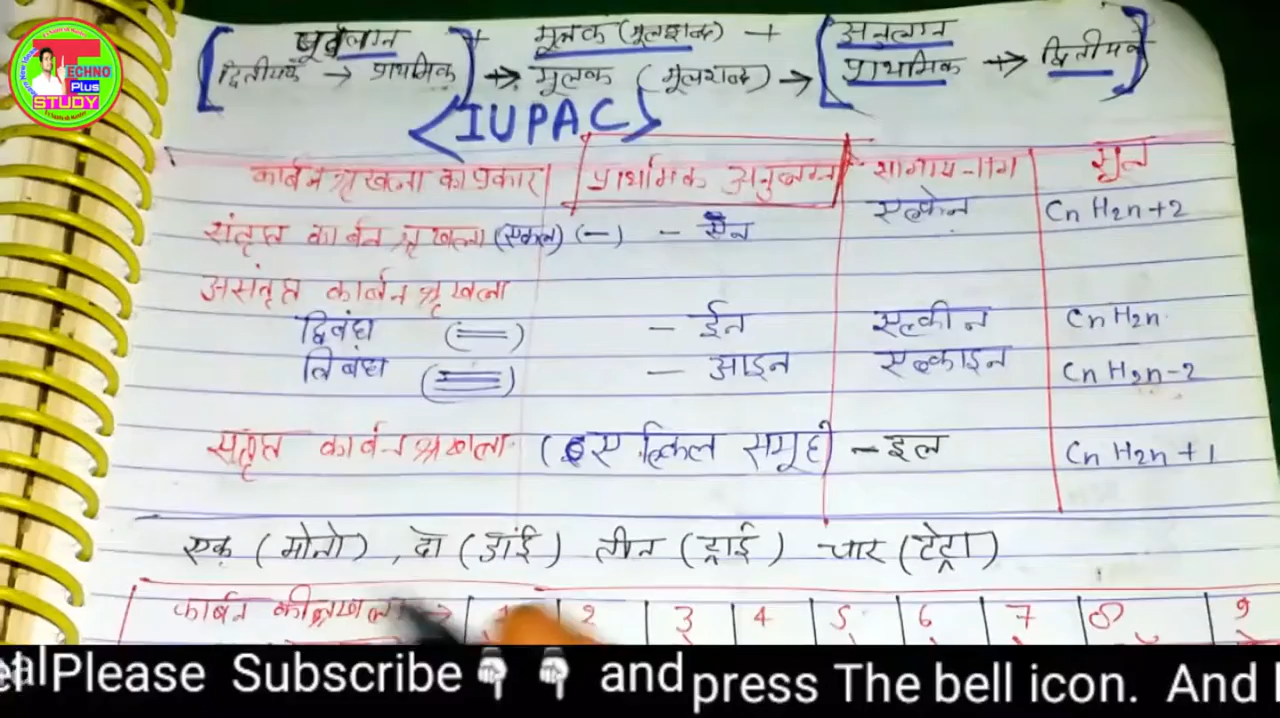 [पूर्वलग्न + मूलक (मूलशब्द) + (अनुलग्न
द्वितीयक → प्राथमिक] → मूलक (मूलशब्द) → प्राथमिक → द्वितीयक]
<IUPAC>
TECHNO
Plus
STUDY
कार्बन श्रृखला का प्रकार प्राथमिक अनुलग्न सामान्य नाम सूत्र
संतृप्त कार्बन श्रृखला (एकल) (—) - ऐन एल्केन CnH2n+2
असंतृप्त कार्बन श्रृखला
द्विबंध (=) - ईन एल्कीन CnH2n
त्रिबंध (≡) - आइन एल्काइन CnH2n-2
सतृप्त कार्बन श्रृखला (एल्किल समूह) - इल CnH2n+1
एक (मोनो), दो (डाई) तीन (ट्राई) चार (टेट्रा)
कार्बन की श्रृखला → 1 2 3 4 5 6 7 8 9
Please Subscribe👇👇 and press The bell icon. And